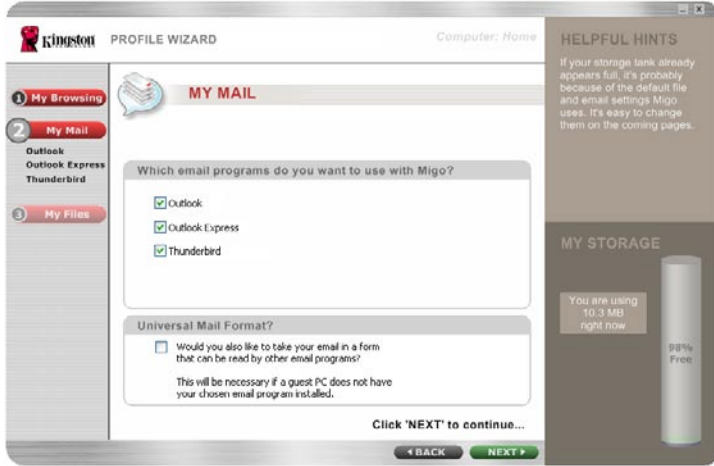 Kingston
TECHNOLOGY
PROFILE WIZARD
Computer: Home
1 My Browsing
2 My Mail
Outlook
Outlook Express
Thunderbird
3 My Files
MY MAIL
Which email programs do you want to use with Migo?
Outlook
Outlook Express
Thunderbird
Universal Mail Format?
Would you also like to take your email in a form
that can be read by other email programs?
This will be necessary if a guest PC does not have
your chosen email program installed.
Click 'NEXT' to continue...
BACK
NEXT
HELPFUL HINTS
If your storage tank already
appears full, it's probably
because of the default file
and email settings Migo
uses. It's easy to change
them on the coming pages.
MY STORAGE
You are using
10.3 MB
right now
98%
Free